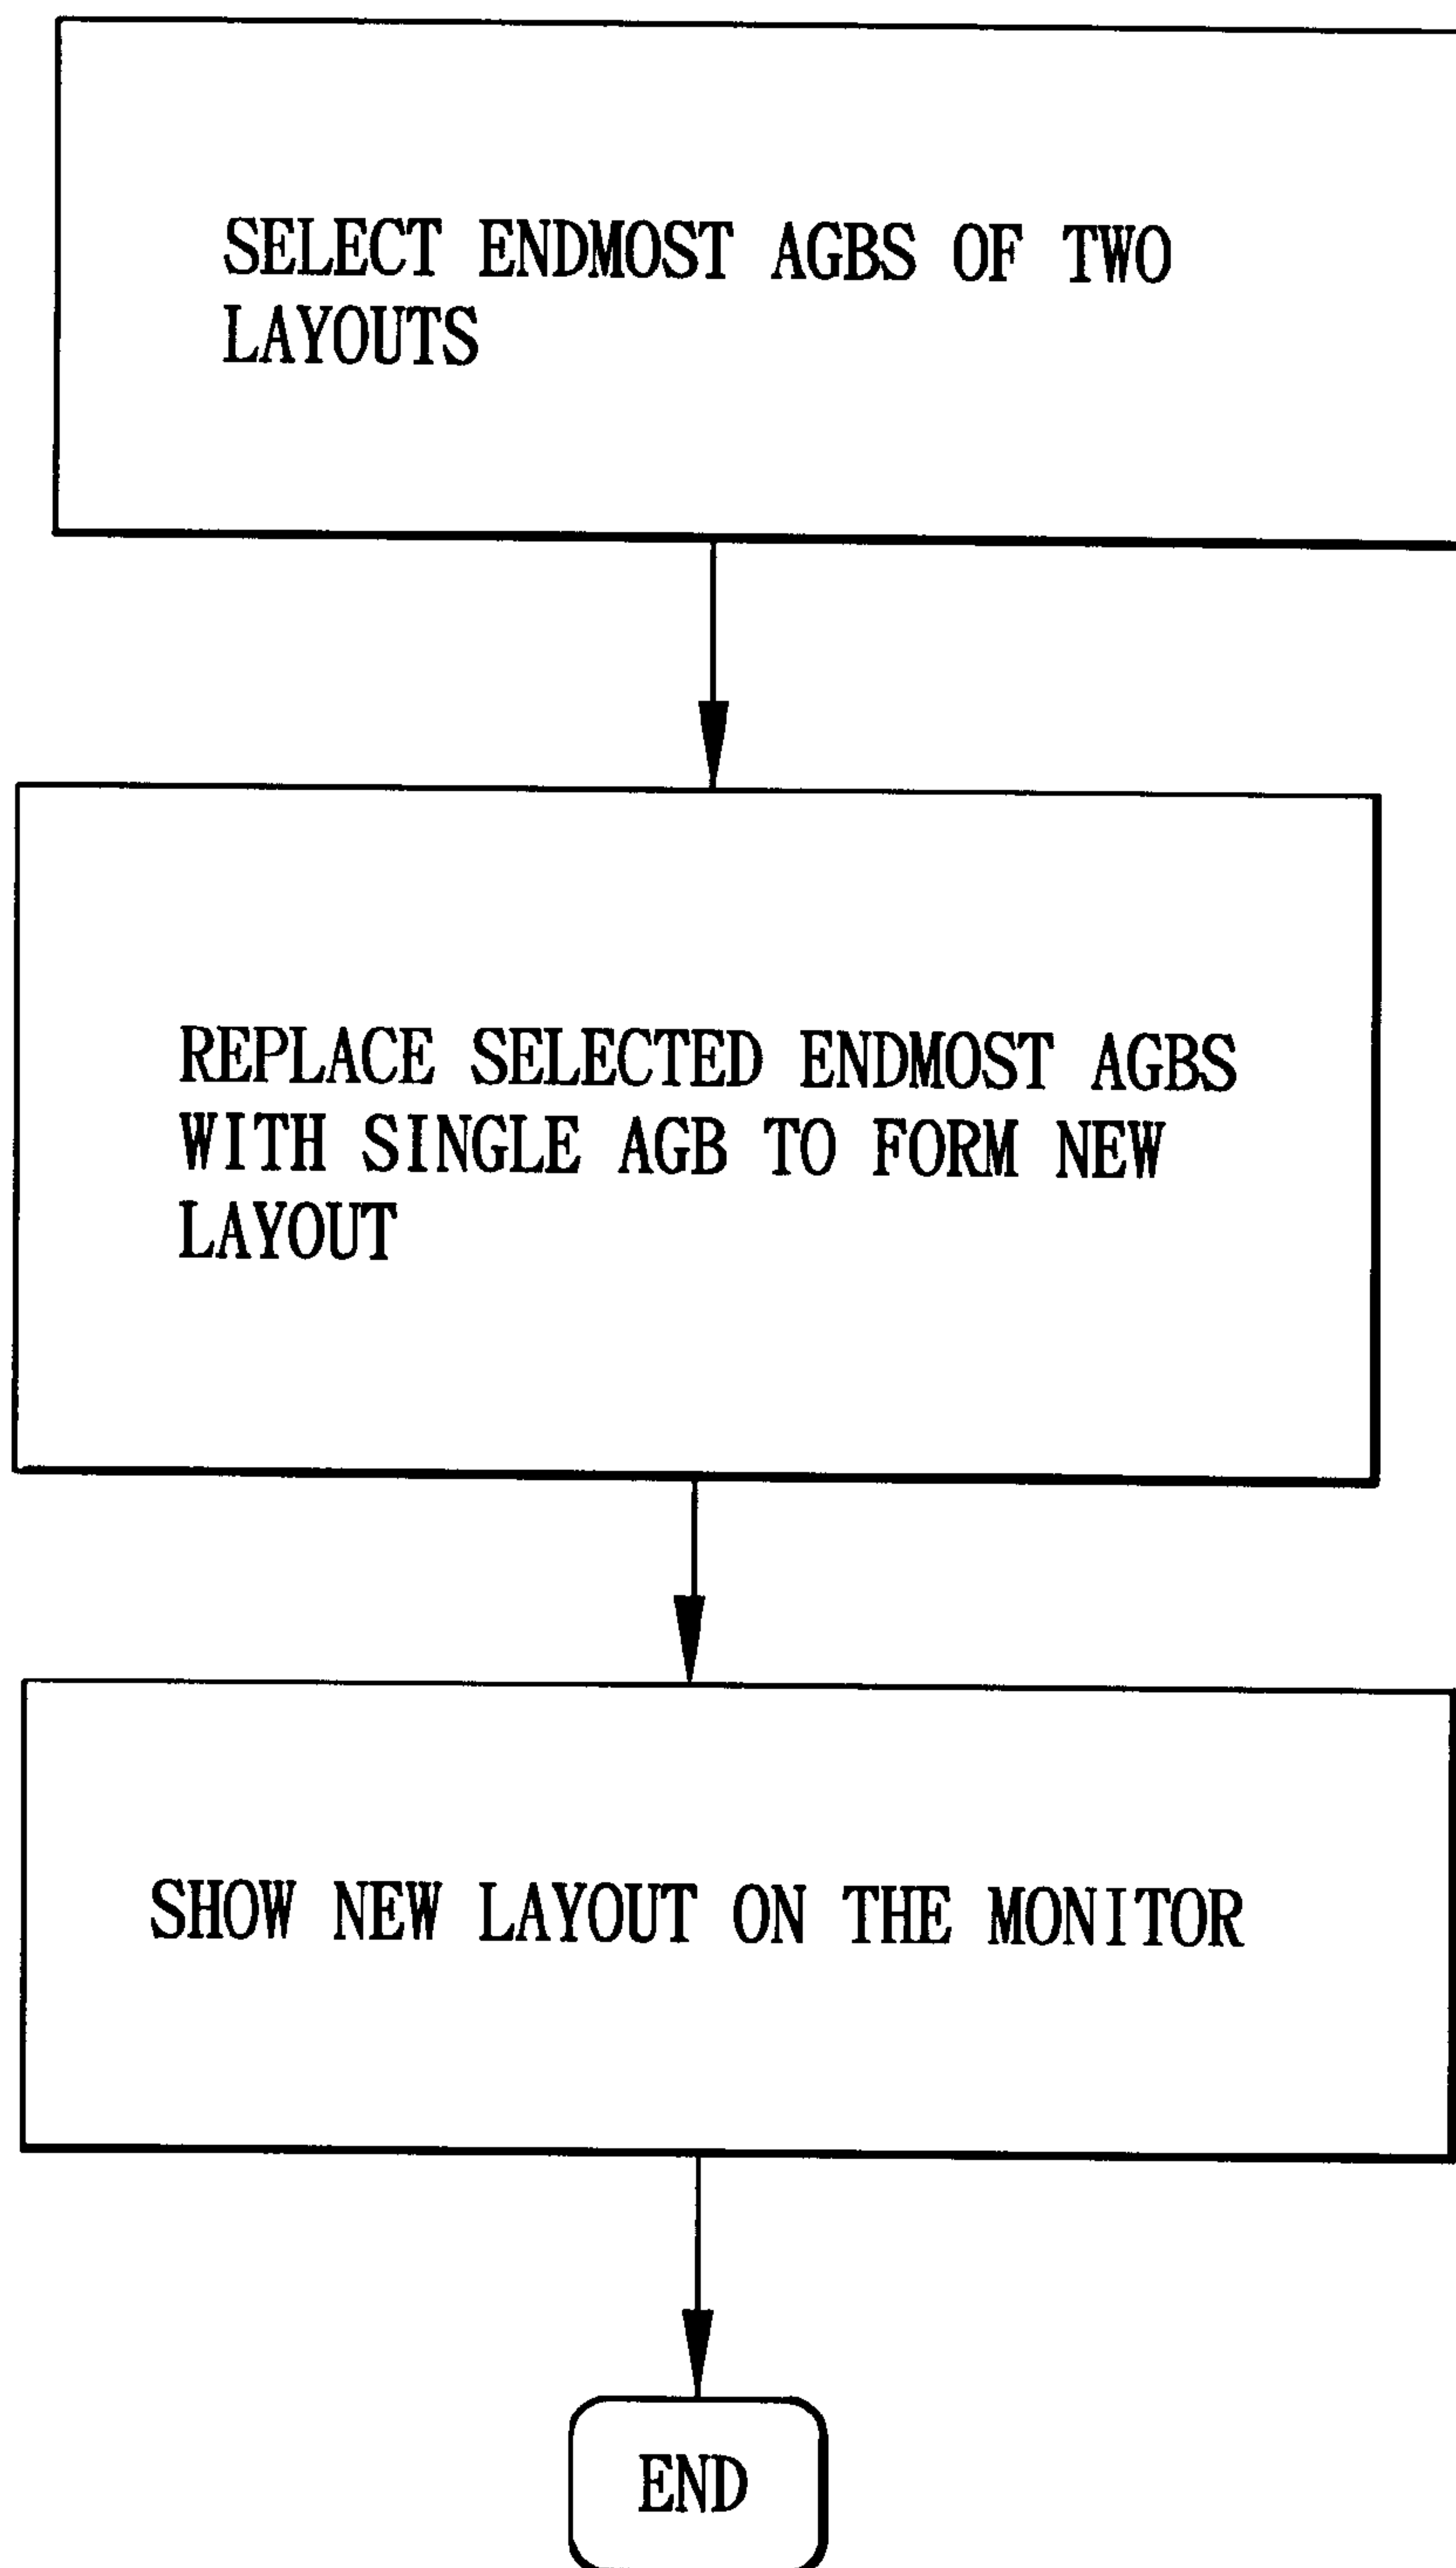 SELECT ENDMOST AGBS OF TWO
LAYOUTS
REPLACE SELECTED ENDMOST AGBS
WITH SINGLE AGB TO FORM NEW
LAYOUT
SHOW NEW LAYOUT ON THE MONITOR
END